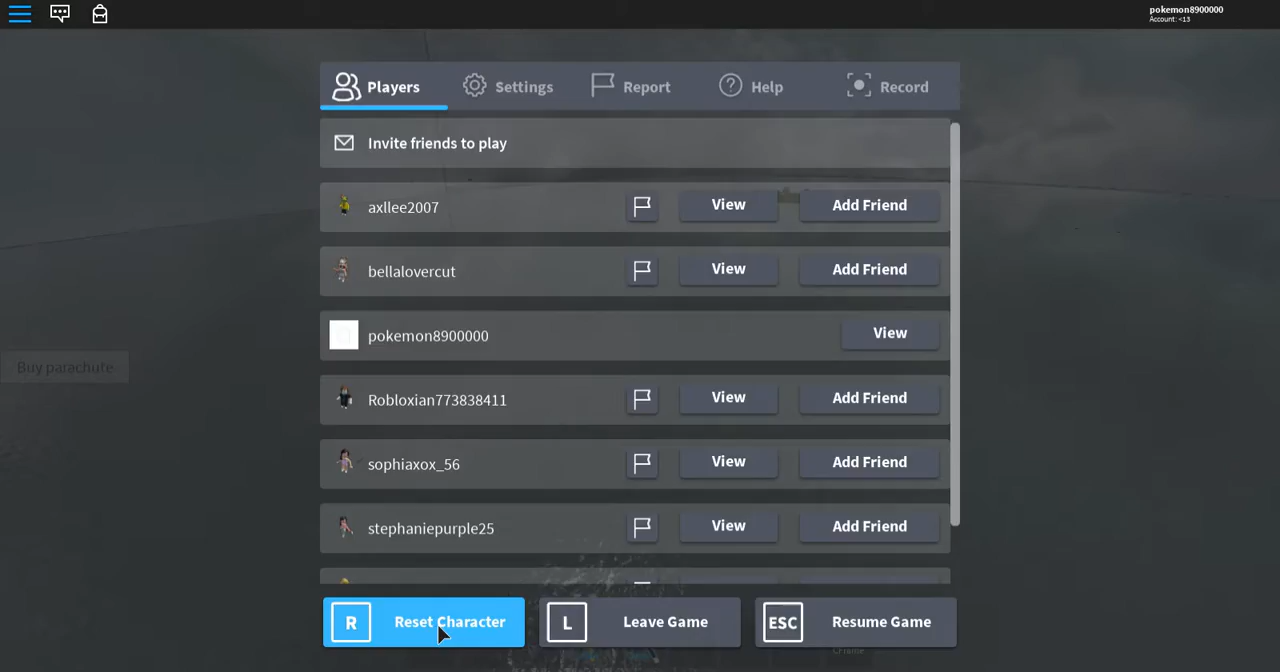 pokemon8900000
Account: <13
Players
Settings
Report
Help
Record
Invite friends to play
axllee2007
View
Add Friend
bellalovercut
View
Add Friend
pokemon8900000
View
Buy parachute
Robloxian773838411
View
Add Friend
sophiaxox_56
View
Add Friend
stephaniepurple25
View
Add Friend
R
Reset Character
L
Leave Game
ESC
Resume Game
CFrame